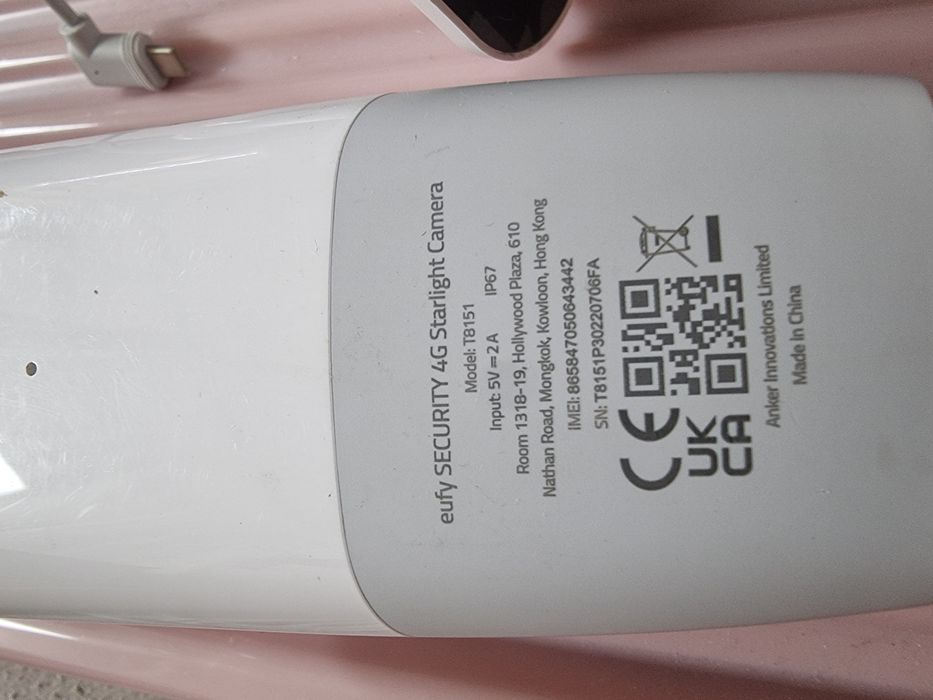 eufy SECURITY 4G Starlight Camera
Model: T8151
Input: 5V⎓2A IP67
Room 1318-19, Hollywood Plaza, 610
Nathan Road, Mongkok, Kowloon, Hong Kong
IMEI: 865847050643442
SN: T8151P30220706FA
CE
UK
CA
Anker Innovations Limited
Made In China